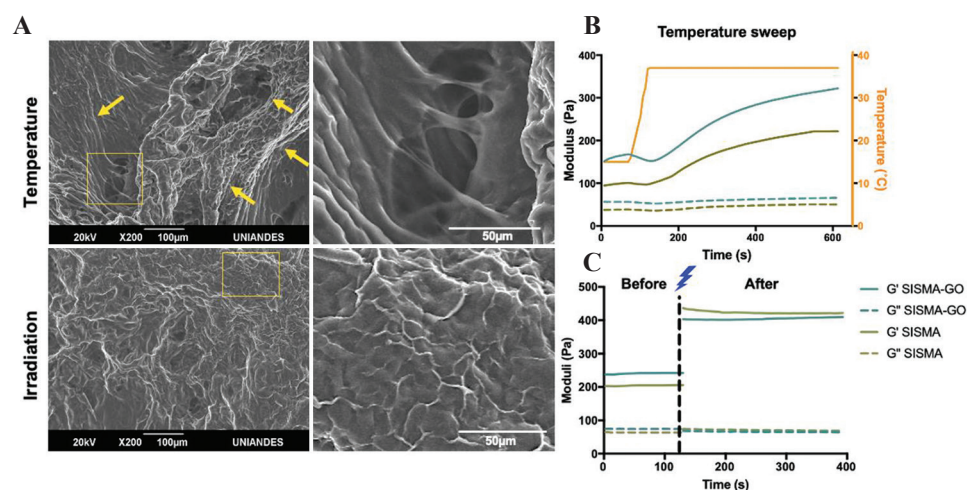 A
Temperature
20kV X200 100µm UNIANDES
50µm
Irradiation
20kV X200 100µm UNIANDES
50µm
B
Temperature sweep
Modulus (Pa)
400
300
200
100
0
0 200 400 600
Time (s)
Temperature (°C)
40
30
20
10
0
C
Before After
Moduli (Pa)
500
400
300
200
100
0
0 100 200 300 400
Time (s)
G' SISMA-GO
G" SISMA-GO
G' SISMA
G" SISMA